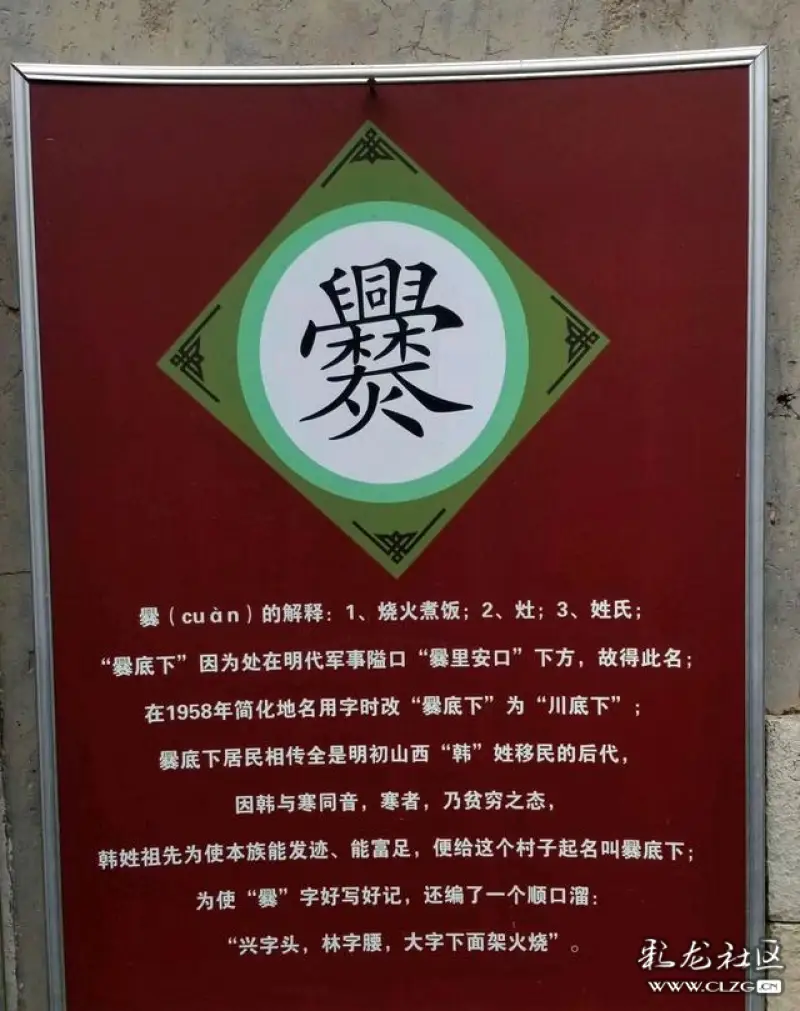 爨
爨（cuàn）的解释：1、烧火煮饭；2、灶；3、姓氏；
“爨底下”因为处在明代军事隘口“爨里安口”下方，故得此名；
在1958年简化地名用字时改“爨底下”为“川底下”；
爨底下居民相传全是明初山西“韩”姓移民的后代，
因韩与寒同音，寒者，乃贫穷之态，
韩姓祖先为使本族能发迹、能富足，便给这个村子起名叫爨底下；
为使“爨”字好写好记，还编了一个顺口溜：
“兴字头，林字腰，大字下面架火烧”。
彩龙社区
WWW.CLZG.CN